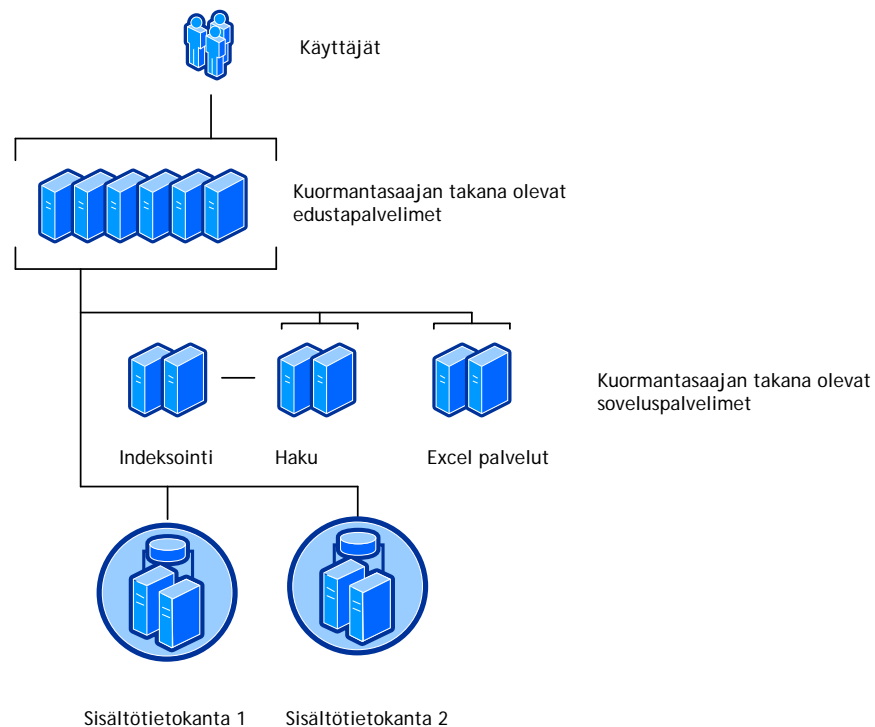 Käyttäjät
Kuormantasaajan takana olevat
edustapalvelimet
Kuormantasaajan takana olevat
soveluspalvelimet
Indeksointi
Haku
Excel palvelut
Sisältötietokanta 1
Sisältötietokanta 2